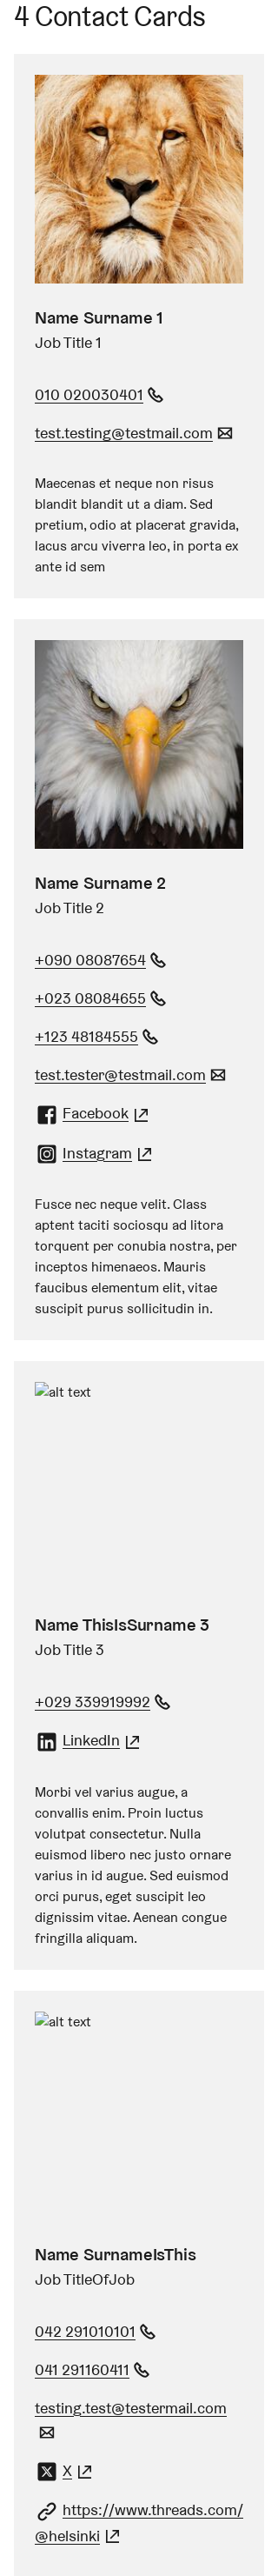 4 Contact Cards
Name Surname 1
Job Title 1
010 020030401
test.testing@testmail.com
Maecenas et neque non risus
blandit blandit ut a diam. Sed
pretium, odio at placerat gravida,
lacus arcu viverra leo, in porta ex
ante id sem
Name Surname 2
Job Title 2
+090 08087654
+023 08084655
+123 48184555
test.tester@testmail.com
Facebook
Instagram
Fusce nec neque velit. Class
aptent taciti sociosqu ad litora
torquent per conubia nostra, per
inceptos himenaeos. Mauris
faucibus elementum elit, vitae
suscipit purus sollicitudin in.
alt text
Name ThisIsSurname 3
Job Title 3
+029 339919992
LinkedIn
Morbi vel varius augue, a
convallis enim. Proin luctus
volutpat consectetur. Nulla
euismod libero nec justo ornare
varius in id augue. Sed euismod
orci purus, eget suscipit leo
dignissim vitae. Aenean congue
fringilla aliquam.
alt text
Name SurnameIsThis
Job TitleOfJob
042 291010101
041 291160411
testing.test@testermail.com
X
https://www.threads.com/
@helsinki